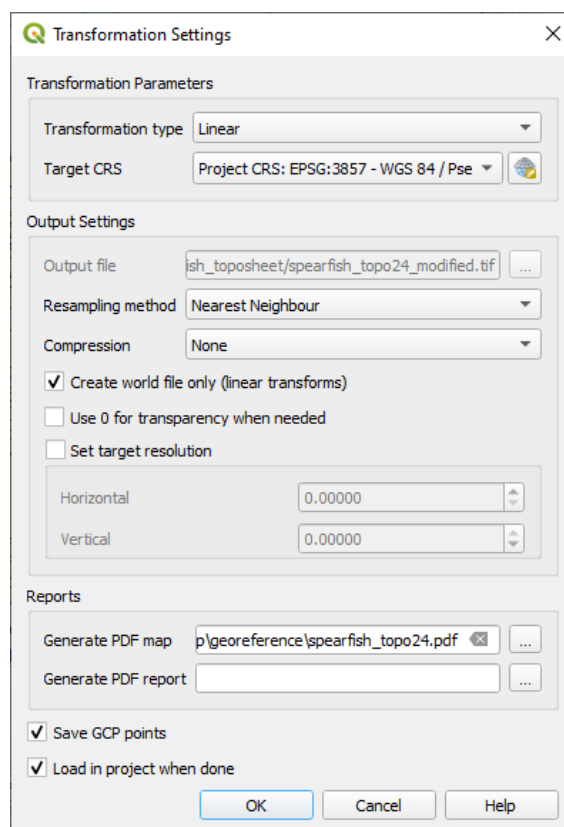 Transformation Settings
Transformation Parameters
Transformation type Linear
Target CRS Project CRS: EPSG:3857 - WGS 84 / Pse
Output Settings
Output file ish_toposheet/spearfish_topo24_modified.tif ...
Resampling method Nearest Neighbour
Compression None
Create world file only (linear transforms)
Use 0 for transparency when needed
Set target resolution
Horizontal 0.00000
Vertical 0.00000
Reports
Generate PDF map p\georeference\spearfish_topo24.pdf ...
Generate PDF report ...
Save GCP points
Load in project when done
OK Cancel Help